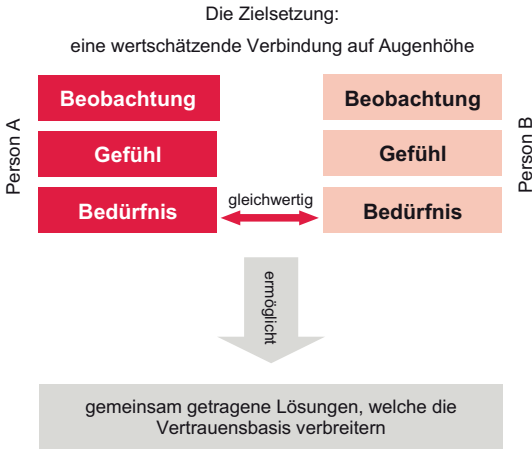 Die Zielsetzung:
eine wertschätzende Verbindung auf Augenhöhe
Person A
Beobachtung
Gefühl
Bedürfnis
gleichwertig
Beobachtung
Gefühl
Bedürfnis
Person B
ermöglicht
gemeinsam getragene Lösungen, welche die
Vertrauensbasis verbreitern